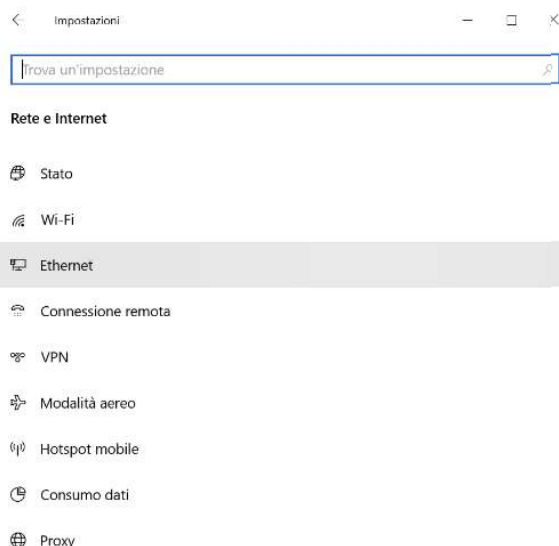 Impostazioni
Trova un'impostazione
Rete e Internet
Stato
Wi-Fi
Ethernet
Connessione remota
VPN
Modalità aereo
Hotspot mobile
Consumo dati
Proxy